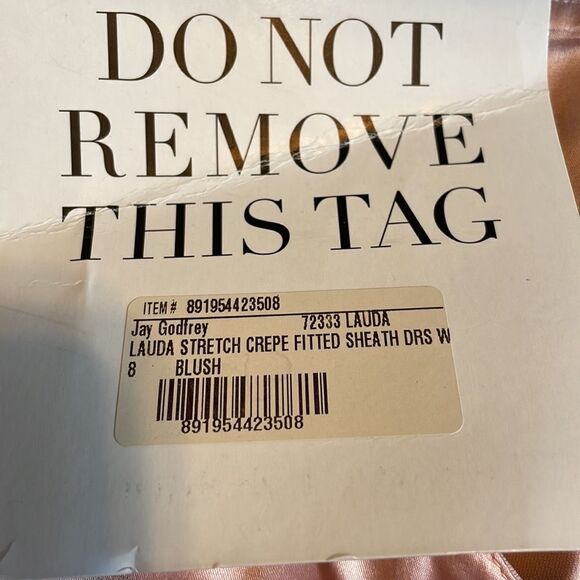 DO NOT
REMOVE
THIS TAG
ITEM# 891954423508
Jay Godfrey 72333 LAUDA
LAUDA STRETCH CREPE FITTED SHEATH DRS W
8 BLUSH
891954423508